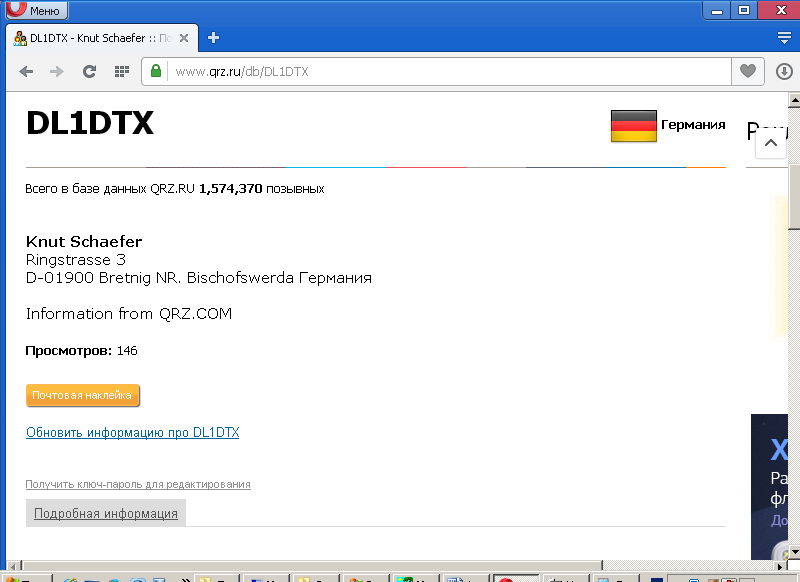 Меню
DL1DTX - Knut Schaefer ::
www.qrz.ru/db/DL1DTX
DL1DTX
Германия
Всего в базе данных QRZ.RU 1,574,370 позывных
Knut Schaefer
Ringstrasse 3
D-01900 Bretnig NR. Bischofswerda Германия
Information from QRZ.COM
Просмотров: 146
Почтовая наклейка
Обновить информацию про DL1DTX
Получить ключ-пароль для редактирования
Подробная информация
До